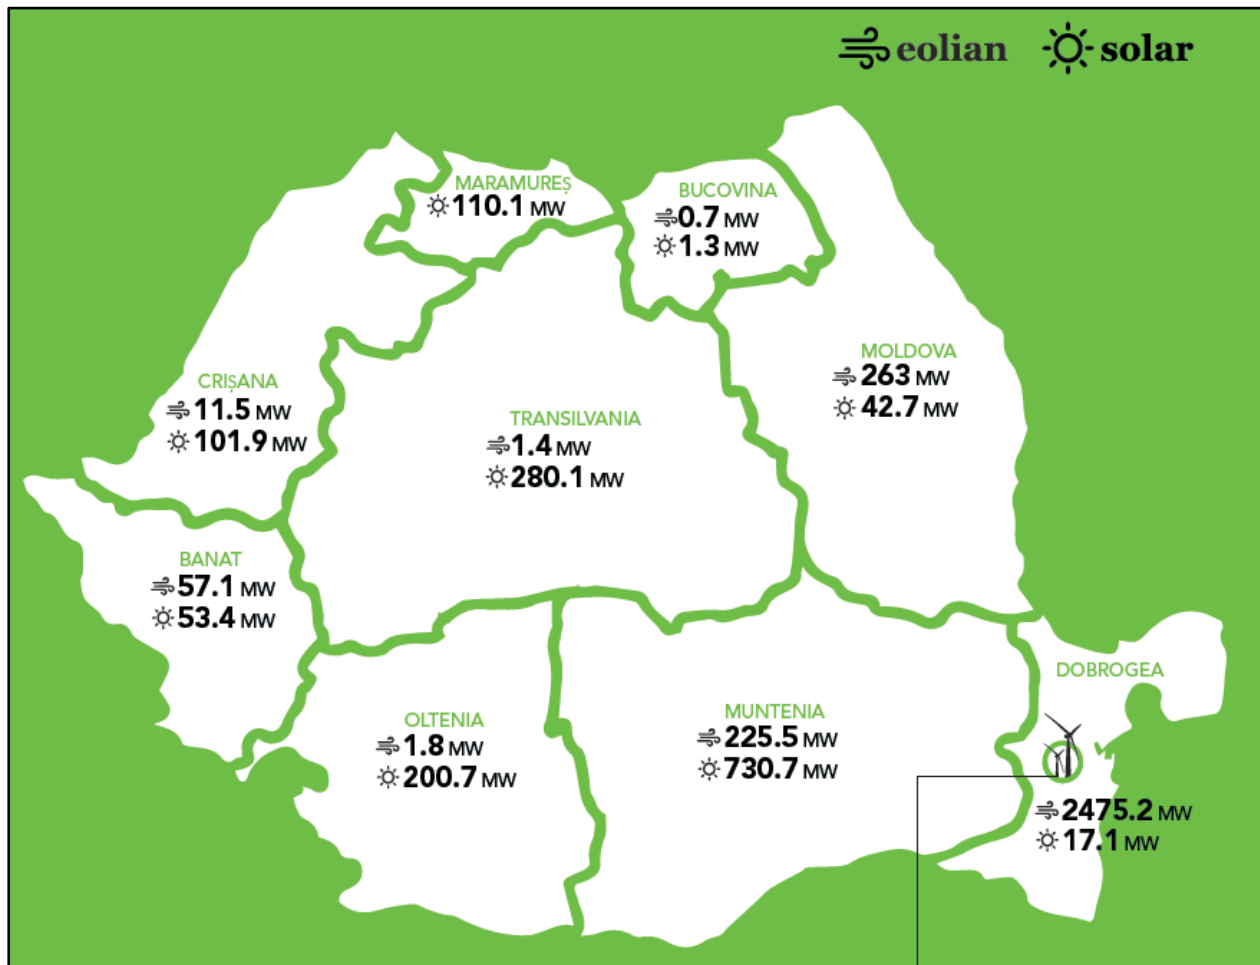 eolian solar
MARAMUREȘ
110.1 MW
BUCOVINA
0.7 MW
1.3 MW
MOLDOVA
263 MW
42.7 MW
CRIȘANA
11.5 MW
101.9 MW
TRANSILVANIA
1.4 MW
280.1 MW
BANAT
57.1 MW
53.4 MW
OLTENIA
1.8 MW
200.7 MW
MUNTENIA
225.5 MW
730.7 MW
DOBROGEA
2475.2 MW
17.1 MW